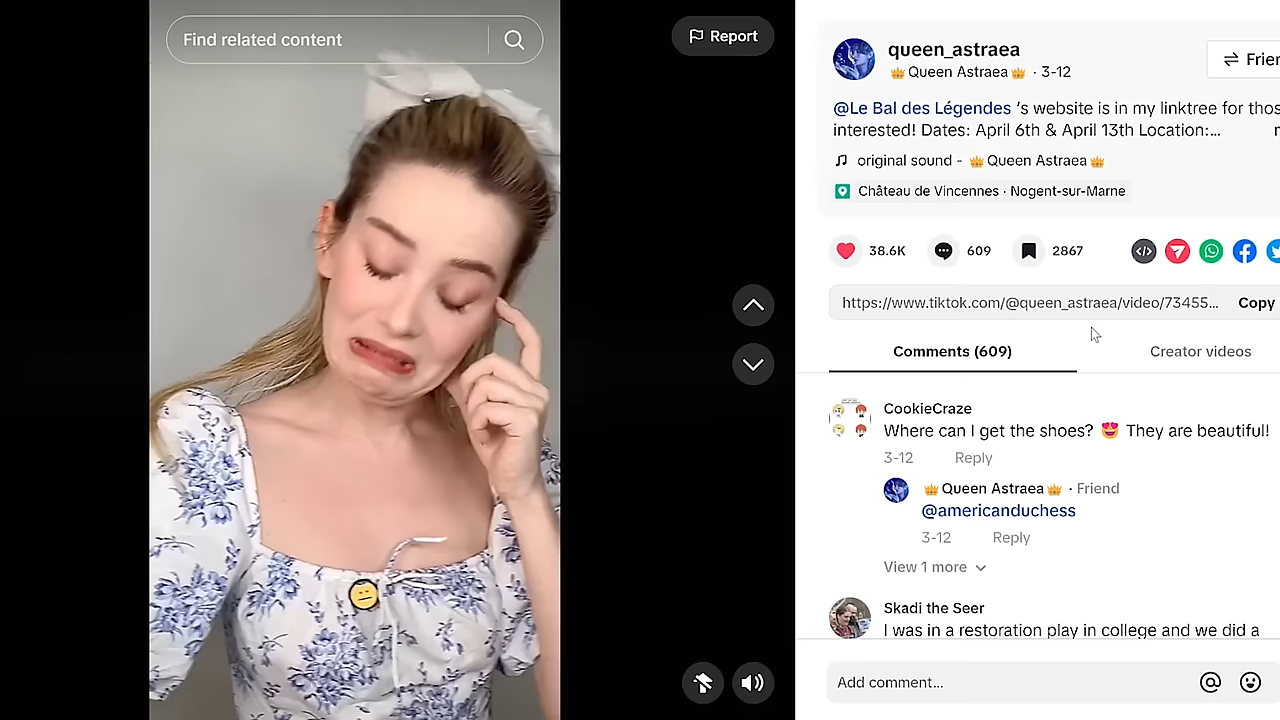 Find related content
Report
queen_astraea
👑 Queen Astraea 👑 · 3-12
Frien
@Le Bal des Légendes 's website is in my linktree for thos
interested! Dates: April 6th & April 13th Location:...
original sound - 👑 Queen Astraea 👑
Château de Vincennes · Nogent-sur-Marne
38.6K
609
2867
https://www.tiktok.com/@queen_astraea/video/73455...
Copy
Comments (609)
Creator videos
CookieCraze
Where can I get the shoes? 😍 They are beautiful!
3-12 Reply
👑 Queen Astraea 👑 · Friend
@americanduchess
3-12 Reply
View 1 more
Skadi the Seer
I was in a restoration play in college and we did a
Add comment...